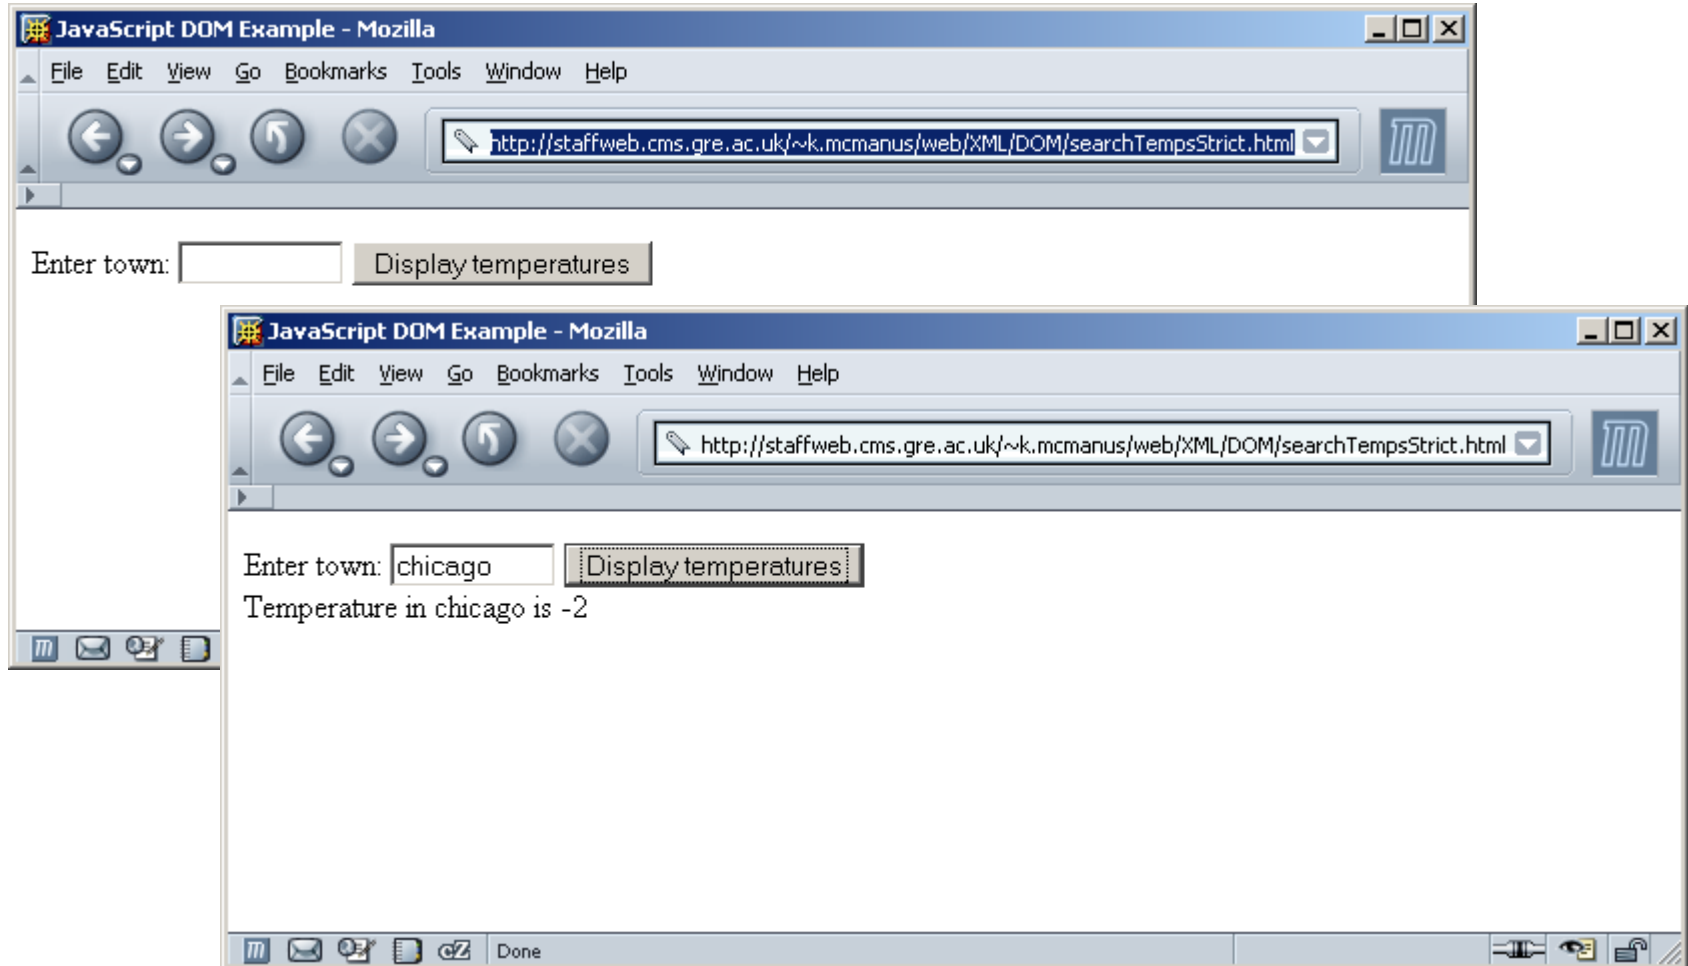 JavaScript DOM Example - Mozilla
File Edit View Go Bookmarks Tools Window Help
http://staffweb.cms.gre.ac.uk/~k.mcmanus/web/XML/DOM/searchTempsStrict.html
Enter town: Display temperatures
JavaScript DOM Example - Mozilla
File Edit View Go Bookmarks Tools Window Help
http://staffweb.cms.gre.ac.uk/~k.mcmanus/web/XML/DOM/searchTempsStrict.html
Enter town: chicago Display temperatures
Temperature in chicago is -2
Done